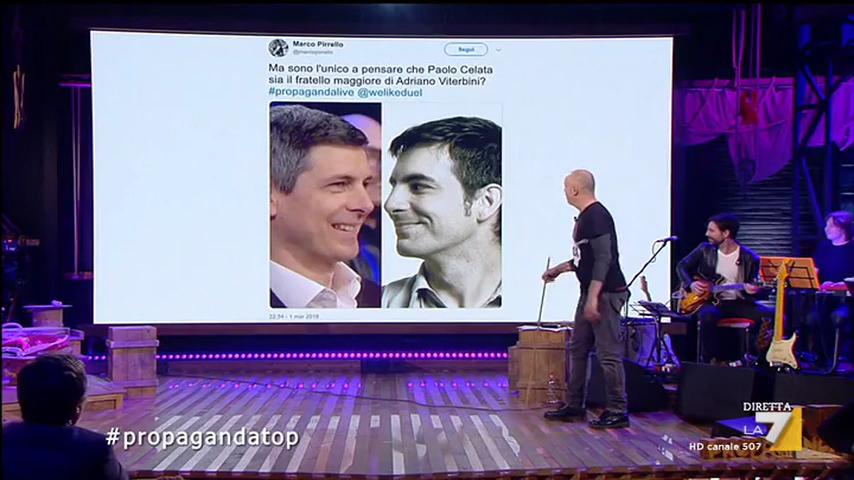 Marco Pirrello
Segui
Ma sono l'unico a pensare che Paolo Celata
sia il fratello maggiore di Adriano Viterbini?
#propagandalive @welikeduel
22:54 - 1 mar 2019
#propagandatop
DIRETTA
LA 7
HD canale 507